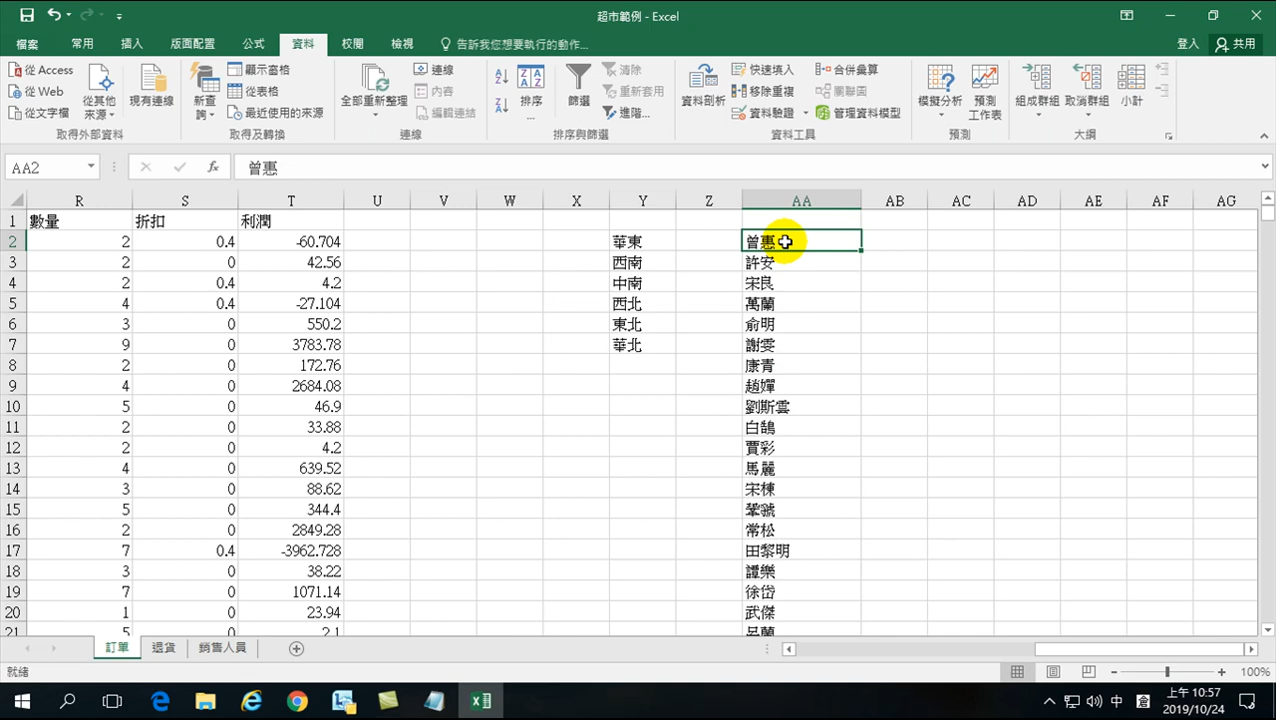 超市範例 - Excel
檔案 常用 插入 版面配置 公式 資料 校閱 檢視 告訴我您想要執行的動作... 登入 共用
從 Access
從 Web
從文字檔
從其他
來源
現有連線
取得外部資料
新查
詢
顯示窗格
從表格
最近使用的來源
取得及轉換
全部重新整理
連線
內容
編輯連結
連線
排序
...
篩選
清除
重新套用
進階...
排序與篩選
資料剖析
快速填入
移除重複
資料驗證
合併彙算
關聯圖
管理資料模型
資料工具
模擬分析
預測
工作表
預測
組成群組
取消群組
小計
大綱
AA2 fx 曾惠
R S T U V W X Y Z AA AB AC AD AE AF AG
1 數量 折扣 利潤
2 2 0.4 -60.704 華東 曾惠
3 2 0 42.56 西南 許安
4 2 0.4 4.2 中南 宋良
5 4 0.4 -27.104 西北 萬蘭
6 3 0 550.2 東北 俞明
7 9 0 3783.78 華北 謝雯
8 2 0 172.76 康青
9 4 0 2684.08 趙嬋
10 5 0 46.9 劉斯雲
11 2 0 33.88 白鵠
12 2 0 4.2 賈彩
13 4 0 639.52 馬麗
14 3 0 88.62 宋棟
15 5 0 344.4
16 2 0 2849.28 常松
17 7 0.4 -3962.728 田黎明
18 3 0 38.22 譚樂
19 7 0 1071.14 徐岱
20 1 0 23.94 武傑
21 5 0 2.1 呂蘭
訂單 退貨 銷售人員
就緒 100%
中 上午 10:57
2019/10/24